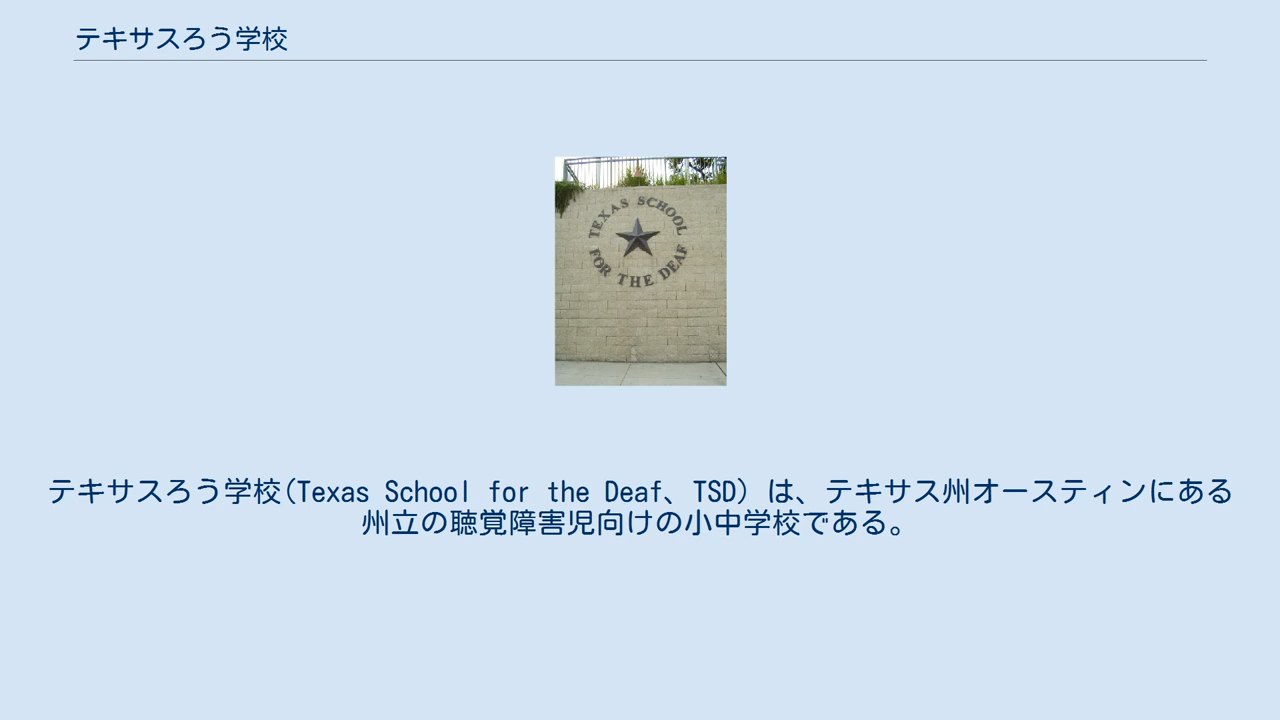 テキサスろう学校
TEXAS SCHOOL
FOR THE DEAF
テキサスろう学校(Texas School for the Deaf、TSD) は、テキサス州オースティンにある
州立の聴覚障害児向けの小中学校である。